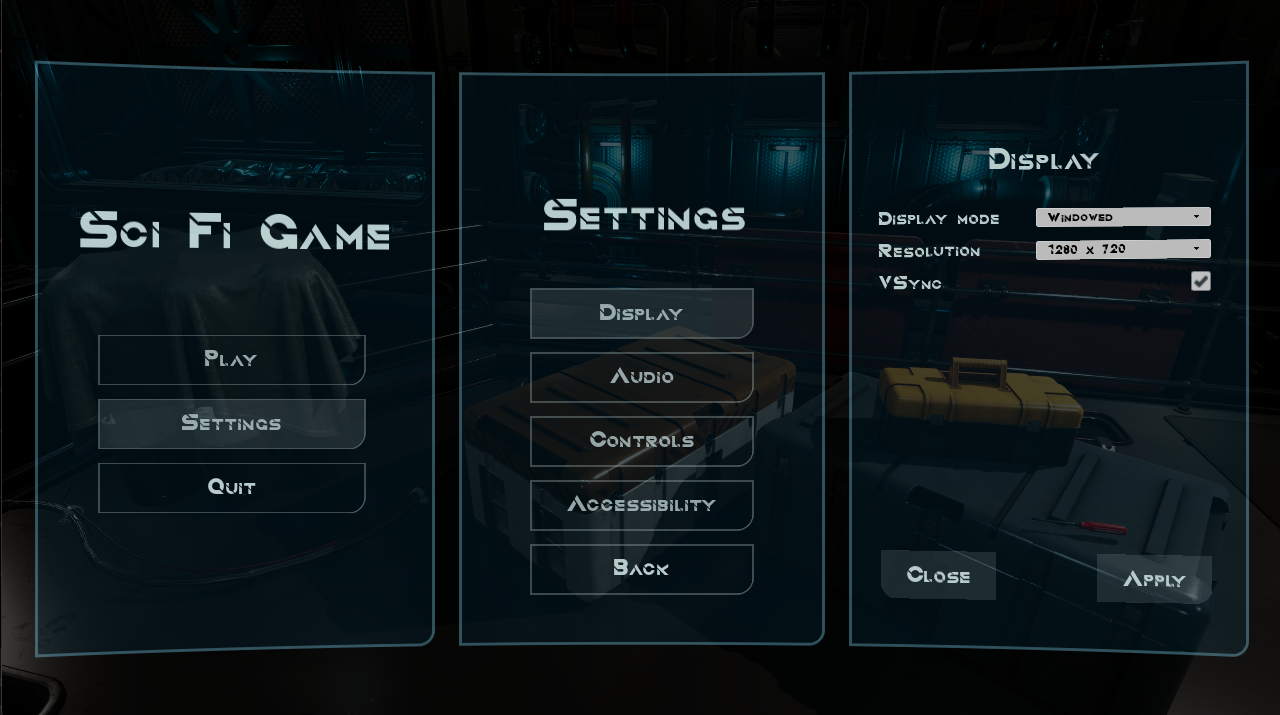 Sci Fi Game
Play
Settings
Quit
Settings
Display
Audio
Controls
Accessibility
Back
Display
Display mode Windowed
Resolution 1280 x 720
VSync
Close Apply